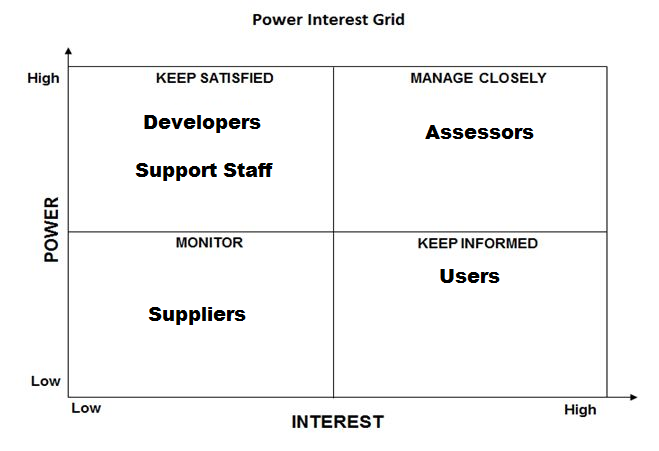 Power Interest Grid
High
KEEP SATISFIED
MANAGE CLOSELY
Developers
Assessors
Support Staff
POWER
MONITOR
KEEP INFORMED
Users
Suppliers
Low
Low
High
INTEREST